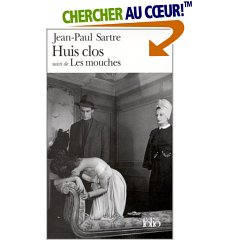 CHERCHER AU CŒUR!™
Jean-Paul Sartre
Huis clos
suivi de Les mouches
folio